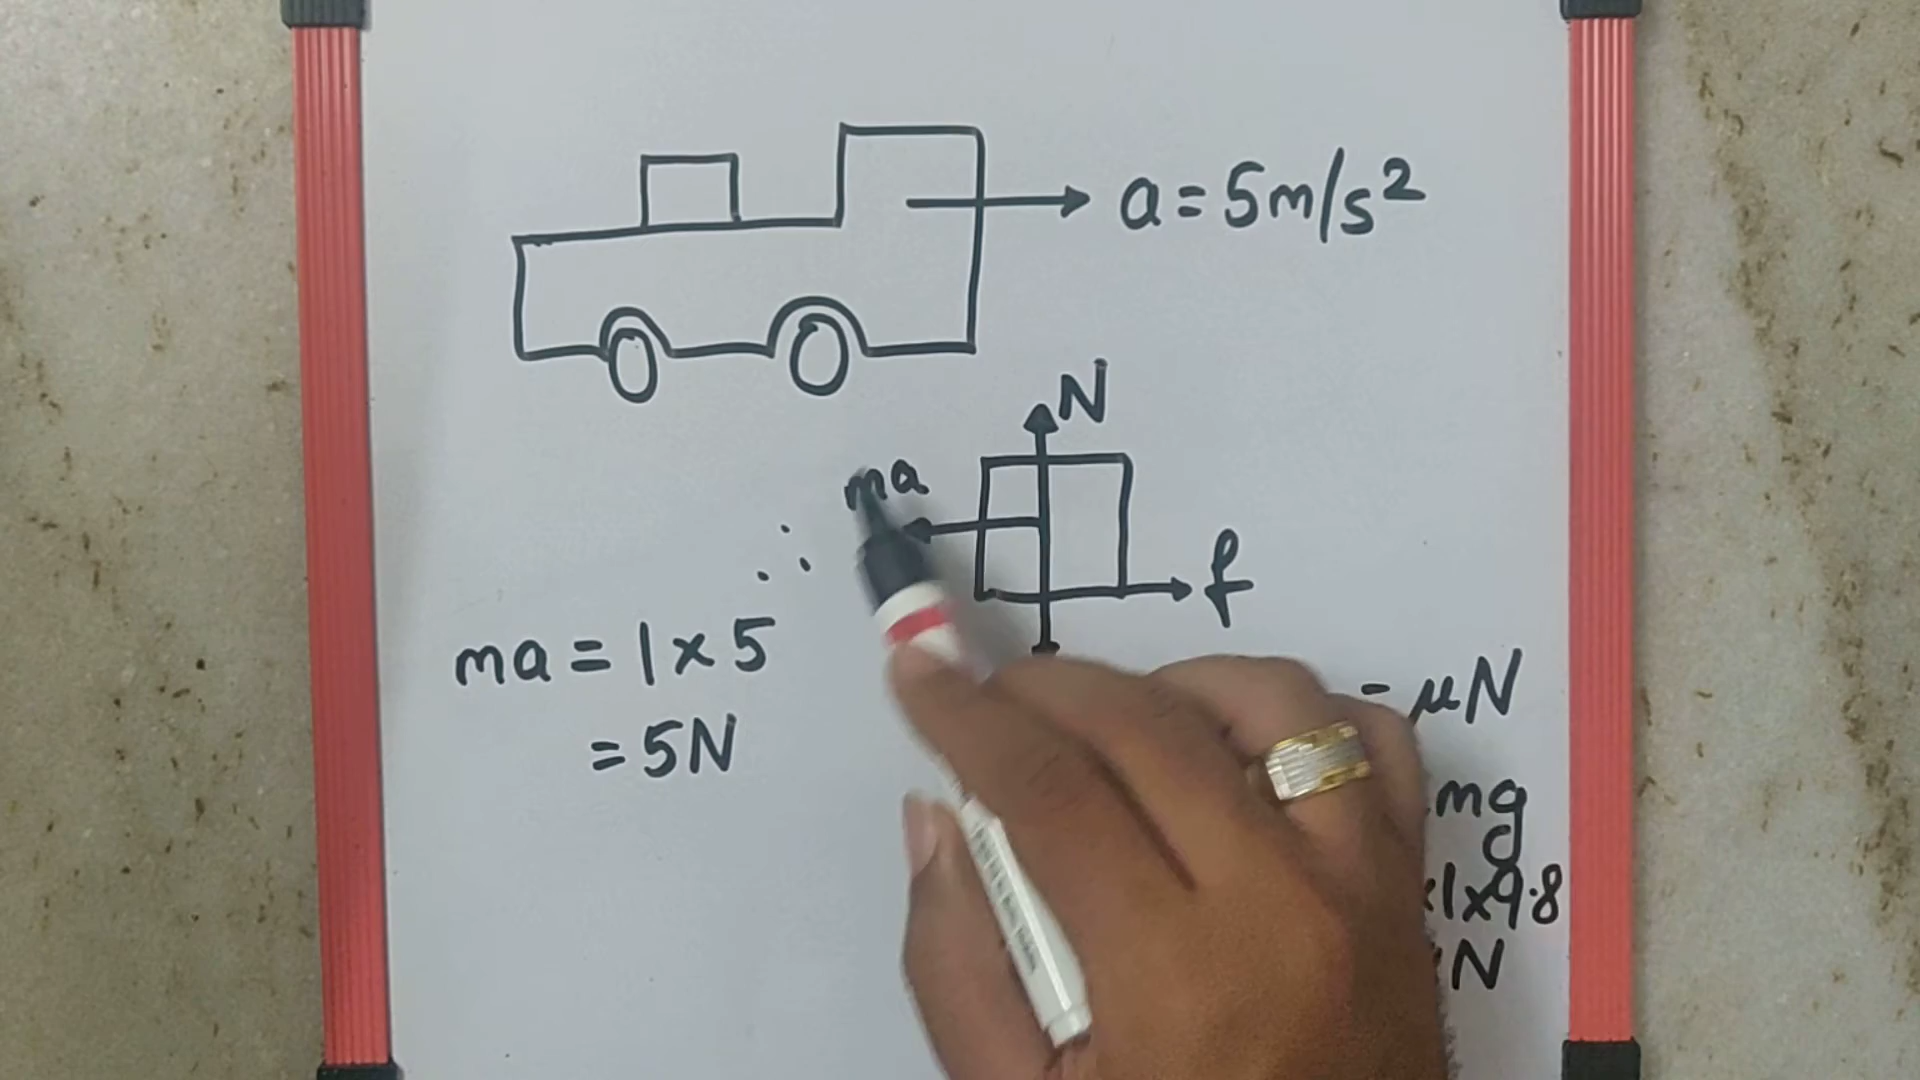 a = 5m/s²
N
ma
f
∴
ma = 1 × 5
= 5N
= μN
mg
×1×9.8
N